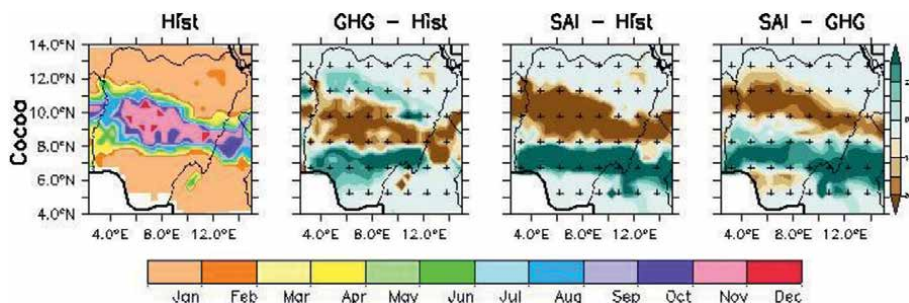 Hist GHG – Hist SAI – Hist SAI – GHG
14.0°N
12.0°N
10.0°N
8.0°N
6.0°N
4.0°N
Cocoa
4.0°E 8.0°E 12.0°E 4.0°E 8.0°E 12.0°E 4.0°E 8.0°E 12.0°E 4.0°E 8.0°E 12.0°E
Jan Feb Mar Apr May Jun Jul Aug Sep Oct Nov Dec